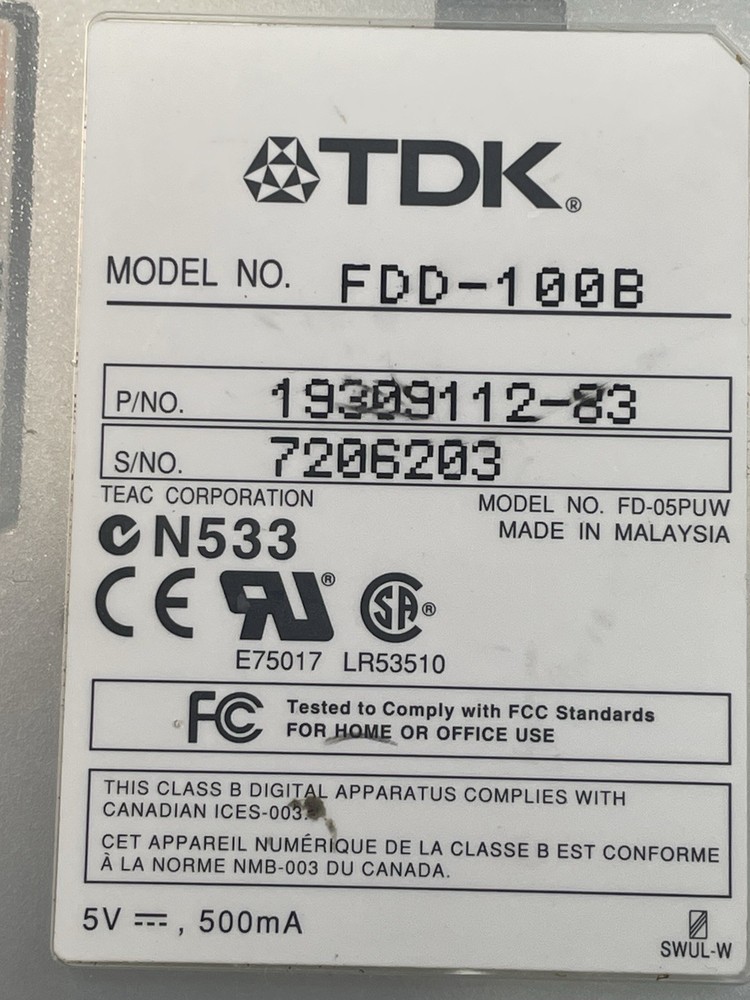 TDK®
MODEL NO. FDD-100B
P/NO. 19309112-83
S/NO. 7206203
TEAC CORPORATION
MODEL NO. FD-05PUW
N533
MADE IN MALAYSIA
CE UR® SA®
E75017 LR53510
FC Tested to Comply with FCC Standards
FOR HOME OR OFFICE USE
THIS CLASS B DIGITAL APPARATUS COMPLIES WITH
CANADIAN ICES-003.
CET APPAREIL NUMÉRIQUE DE LA CLASSE B EST CONFORME
À LA NORME NMB-003 DU CANADA.
5V ⎓, 500mA
SWUL-W